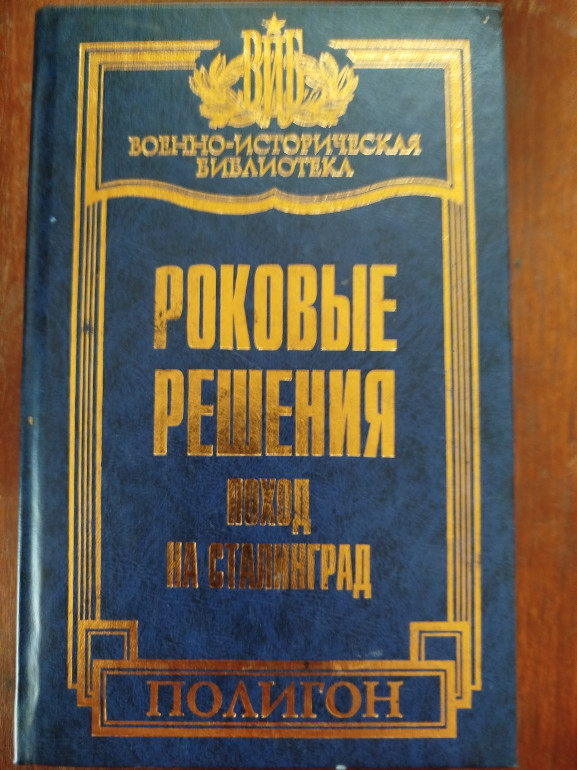 ВИБ
ВОЕННО-ИСТОРИЧЕСКАЯ
БИБЛИОТЕКА
РОКОВЫЕ
РЕШЕНИЯ
ПОХОД
НА СТАЛИНГРАД
ПОЛИГОН